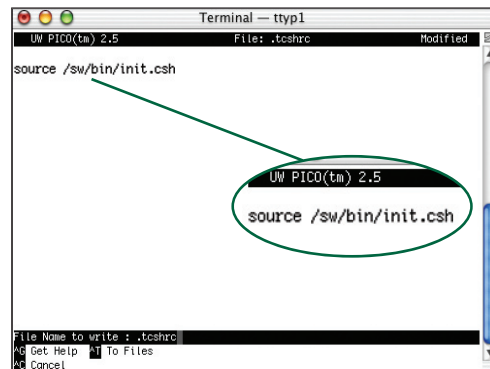 Terminal — ttyp1
UW PICO(tm) 2.5 File: .tcshrc Modified
source /sw/bin/init.csh
UW PICO(tm) 2.5
source /sw/bin/init.csh
File Name to write : .tcshrc
^G Get Help ^T To Files
^C Cancel